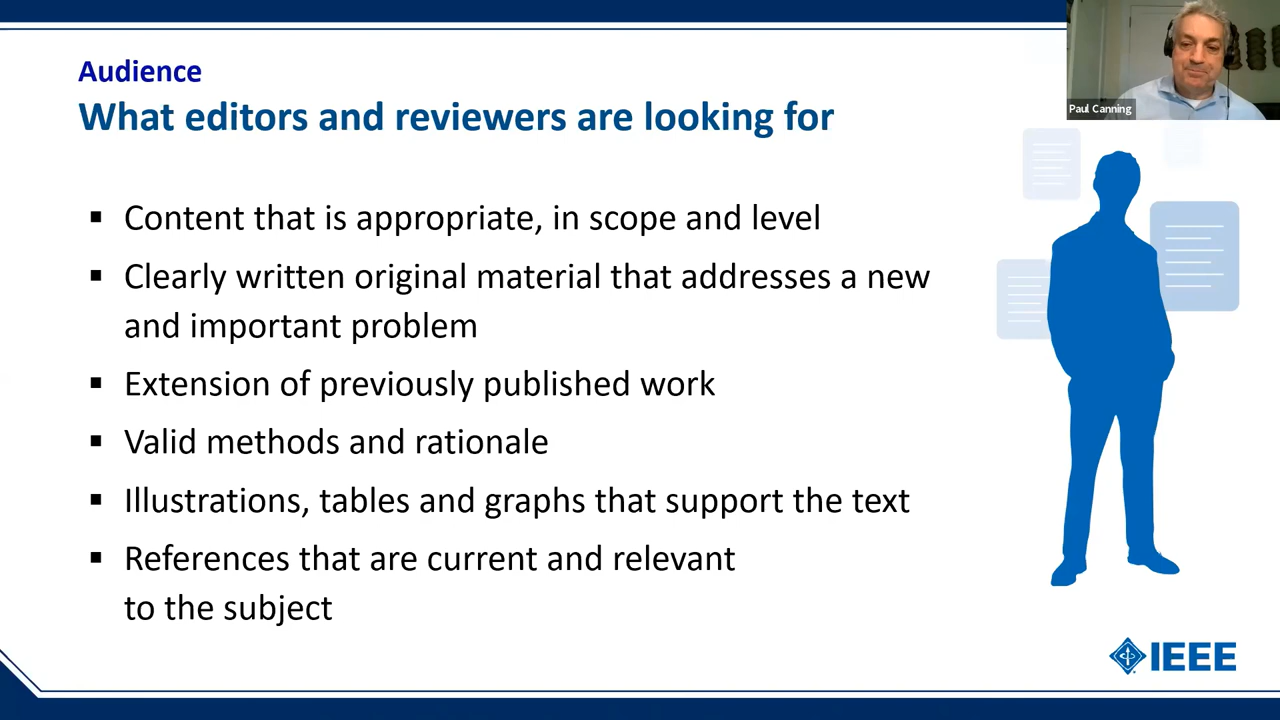 Audience
What editors and reviewers are looking for
Paul Canning
▪ Content that is appropriate, in scope and level
▪ Clearly written original material that addresses a new
and important problem
▪ Extension of previously published work
▪ Valid methods and rationale
▪ Illustrations, tables and graphs that support the text
▪ References that are current and relevant
to the subject
IEEE